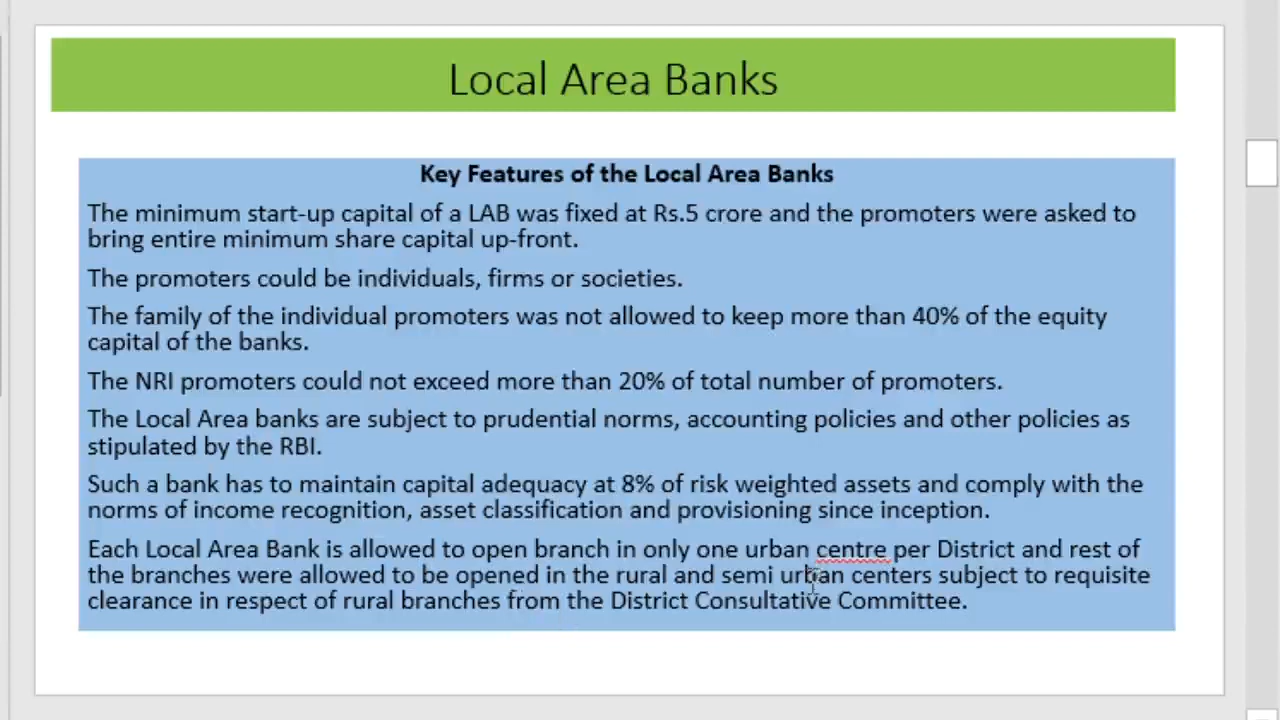 Local Area Banks
Key Features of the Local Area Banks
The minimum start-up capital of a LAB was fixed at Rs.5 crore and the promoters were asked to
bring entire minimum share capital up-front.
The promoters could be individuals, firms or societies.
The family of the individual promoters was not allowed to keep more than 40% of the equity
capital of the banks.
The NRI promoters could not exceed more than 20% of total number of promoters.
The Local Area banks are subject to prudential norms, accounting policies and other policies as
stipulated by the RBI.
Such a bank has to maintain capital adequacy at 8% of risk weighted assets and comply with the
norms of income recognition, asset classification and provisioning since inception.
Each Local Area Bank is allowed to open branch in only one urban centre per District and rest of
the branches were allowed to be opened in the rural and semi urban centers subject to requisite
clearance in respect of rural branches from the District Consultative Committee.